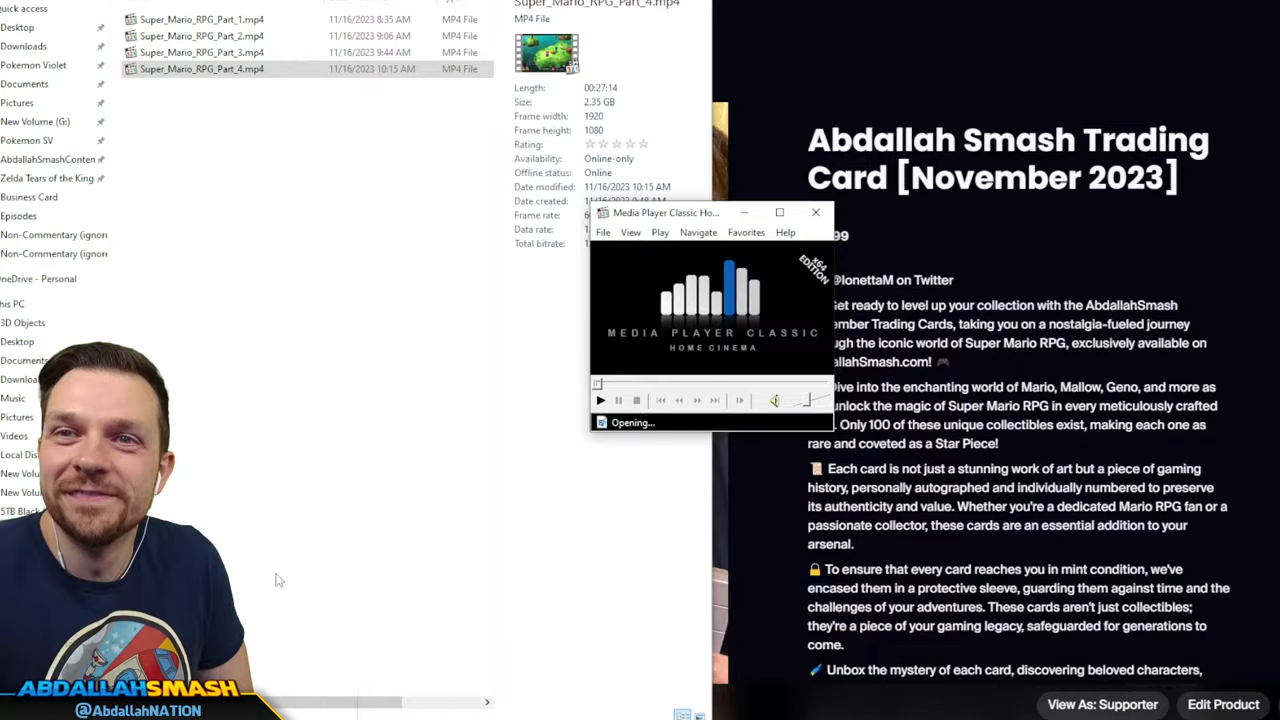 Quick access
Desktop
Downloads
Pokemon Violet
Documents
Pictures
New Volume (G:)
Pokemon SV
AbdallahSmashConten
Zelda Tears of the King
Business Card
Episodes
Non-Commentary (ignore
Non-Commentary (ignore
OneDrive - Personal
his PC
3D Objects
Desktop
Documents
Downloa
Music
Pictures
Videos
Local Dis
New Volu
New Volu
5TB Black
Super_Mario_RPG_Part_1.mp4 11/16/2023 8:35 AM MP4 File
Super_Mario_RPG_Part_2.mp4 11/16/2023 9:06 AM MP4 File
Super_Mario_RPG_Part_3.mp4 11/16/2023 9:44 AM MP4 File
Super_Mario_RPG_Part_4.mp4 11/16/2023 10:15 AM MP4 File
Super_Mario_RPG_Part_4.mp4
MP4 File
Length: 00:27:14
Size: 2.35 GB
Frame width: 1920
Frame height: 1080
Rating:
Availability: Online-only
Offline status: Online
Date modified: 11/16/2023 10:15 AM
Date created:
Frame rate:
Data rate:
Total bitrate:
Media Player Classic Ho...
File View Play Navigate Favorites Help
x64
EDITION
MEDIA PLAYER CLASSIC
HOME CINEMA
Opening...
Abdallah Smash Trading
Card [November 2023]
99
@IonettaM on Twitter
Get ready to level up your collection with the AbdallahSmash
ember Trading Cards, taking you on a nostalgia-fueled journey
ugh the iconic world of Super Mario RPG, exclusively available on
allahSmash.com! 🎮
Dive into the enchanting world of Mario, Mallow, Geno, and more as
unlock the magic of Super Mario RPG in every meticulously crafted
. Only 100 of these unique collectibles exist, making each one as
rare and coveted as a Star Piece!
📜 Each card is not just a stunning work of art but a piece of gaming
history, personally autographed and individually numbered to preserve
its authenticity and value. Whether you're a dedicated Mario RPG fan or a
passionate collector, these cards are an essential addition to your
arsenal.
🔒 To ensure that every card reaches you in mint condition, we've
encased them in a protective sleeve, guarding them against time and the
challenges of your adventures. These cards aren't just collectibles;
they're a piece of your gaming legacy, safeguarded for generations to
come.
Unbox the mystery of each card, discovering beloved characters,
View As: Supporter Edit Product
ABDALLAHSMASH
@AbdallahNATION